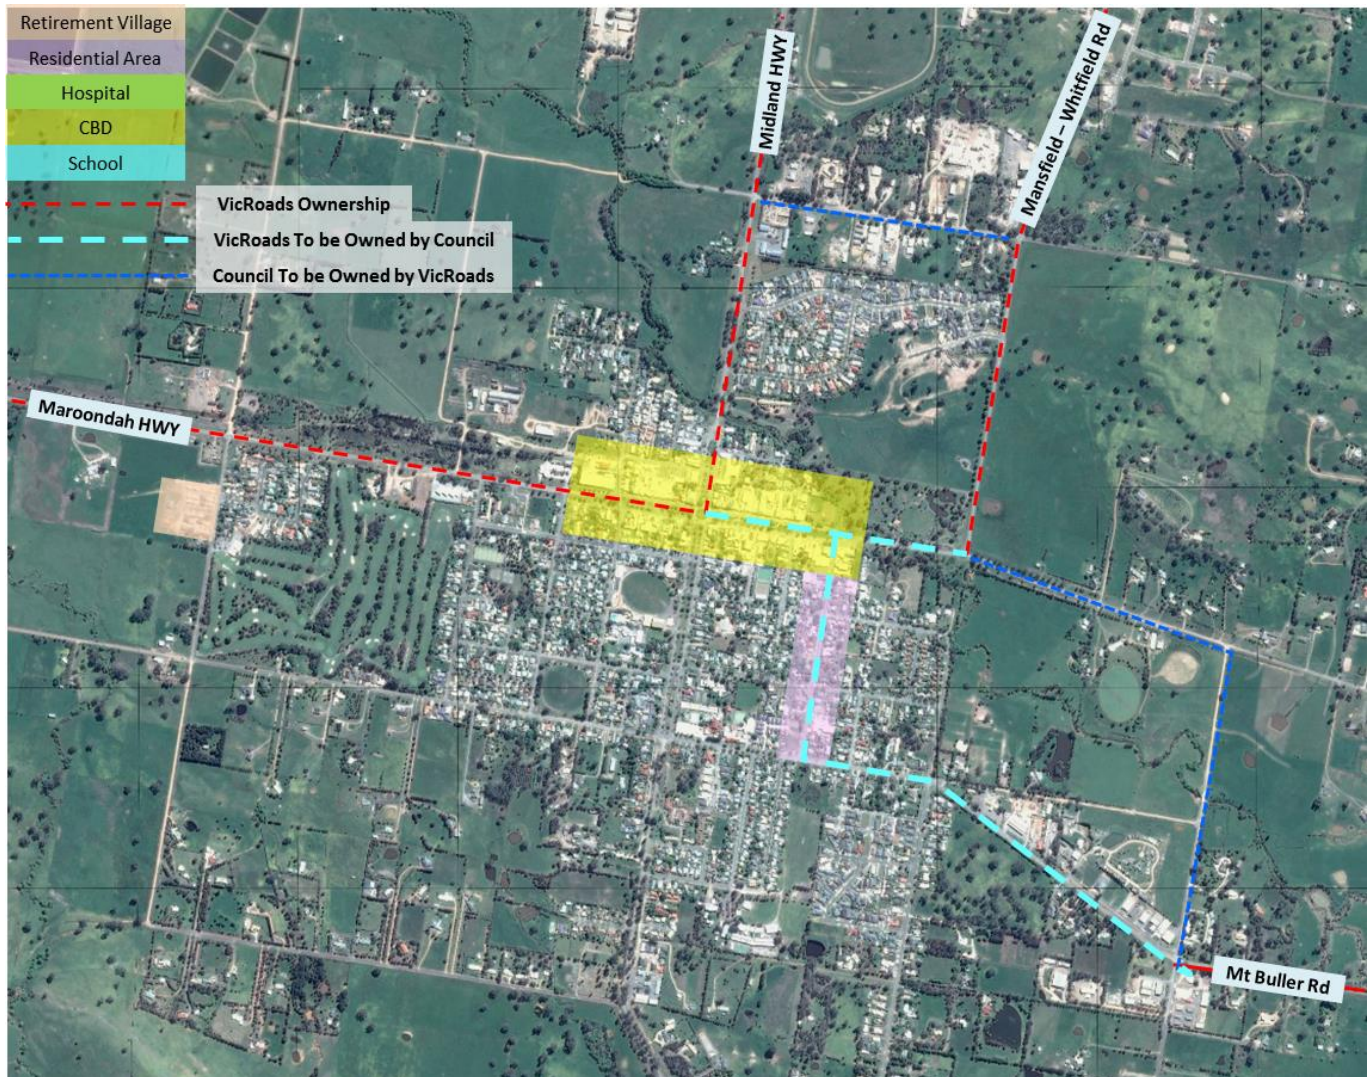 Retirement Village
Residential Area
Hospital
CBD
School
VicRoads Ownership
VicRoads To be Owned by Council
Council To be Owned by VicRoads
Midland HWY
Mansfield – Whitfield Rd
Maroondah HWY
Mt Buller Rd